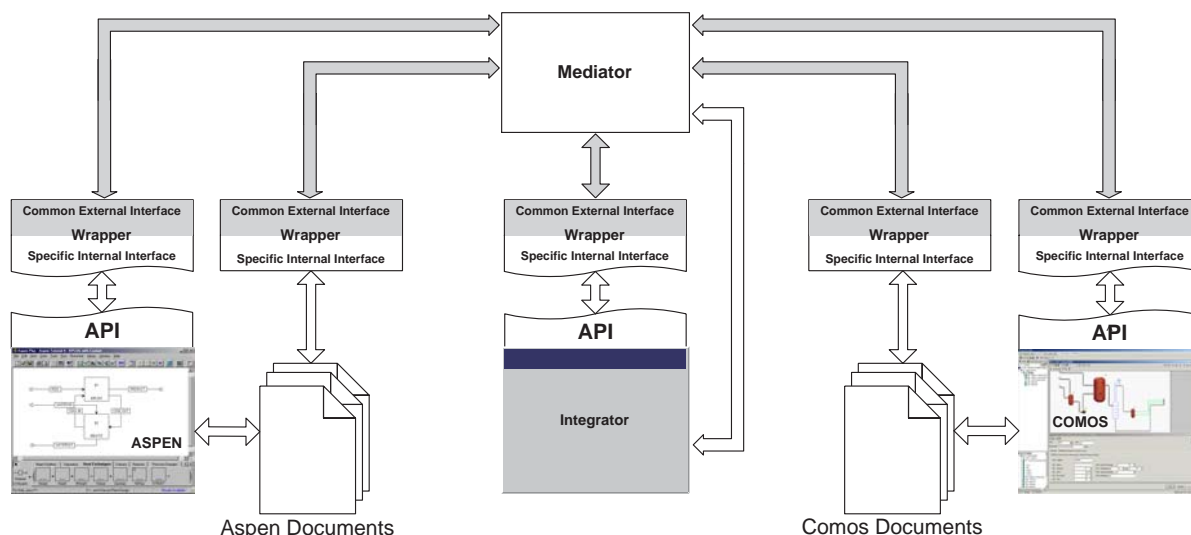 Mediator
Common External Interface
Wrapper
Specific Internal Interface
Common External Interface
Wrapper
Specific Internal Interface
Common External Interface
Wrapper
Specific Internal Interface
Common External Interface
Wrapper
Specific Internal Interface
Common External Interface
Wrapper
Specific Internal Interface
API
API
API
ASPEN
Integrator
COMOS
Aspen Documents
Comos Documents